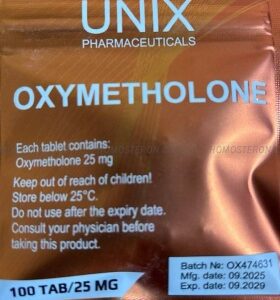 UNIX
PHARMACEUTICALS
OXYMETHOLONE
Each tablet contains:
Oxymetholone 25 mg
Keep out of reach of children!
Store below 25°C.
Do not use after the expiry date.
Consult your physician before
taking this product.
100 TAB/25 MG
Batch №: OX474631
Mfg. date: 09.2025
Exp. date: 09.2029